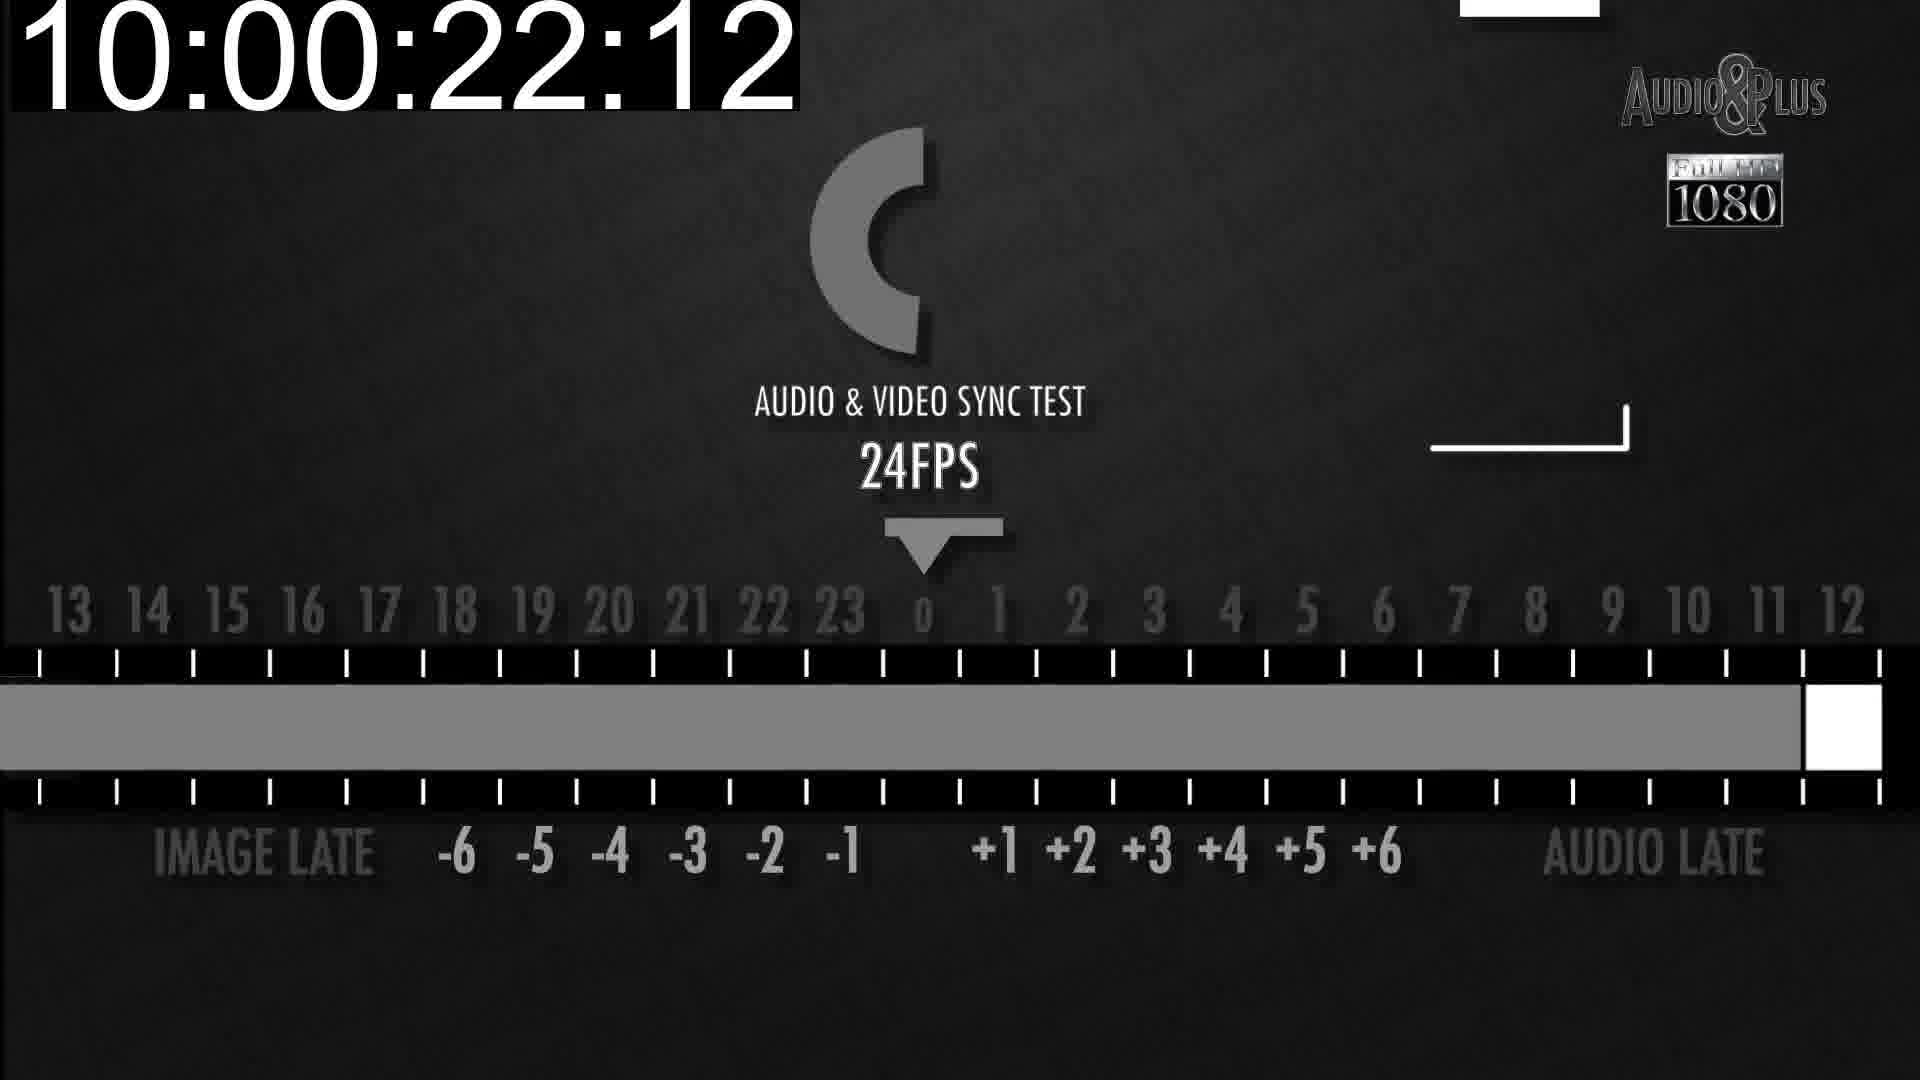 10:00:22:12
AUDIO&PLUS
Full HD
1080
AUDIO & VIDEO SYNC TEST
24FPS
13 14 15 16 17 18 19 20 21 22 23 0 1 2 3 4 5 6 7 8 9 10 11 12
IMAGE LATE -6 -5 -4 -3 -2 -1 +1 +2 +3 +4 +5 +6 AUDIO LATE